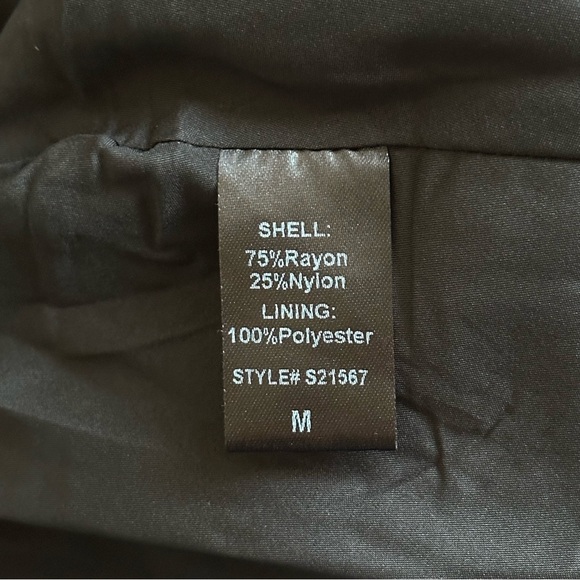 SHELL:
75%Rayon
25%Nylon
LINING:
100%Polyester
STYLE# S21567
M